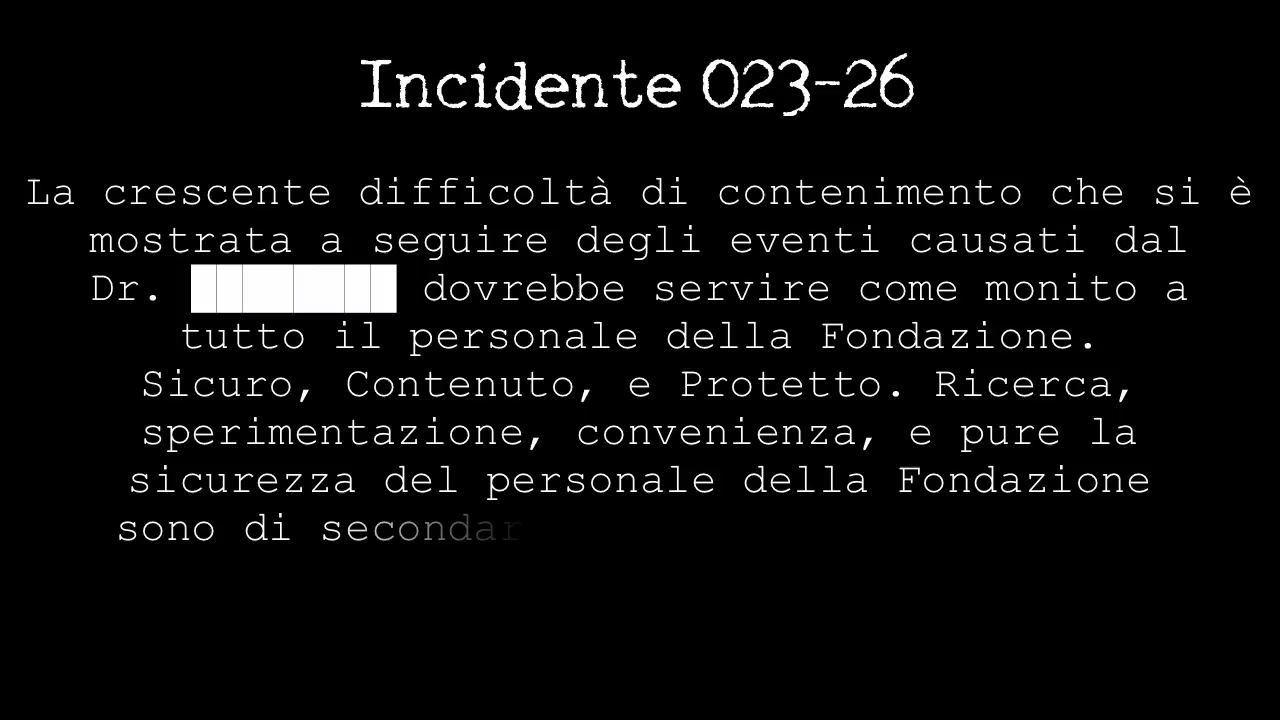 Incidente 023-26
La crescente difficoltà di contenimento che si è
mostrata a seguire degli eventi causati dal
Dr. ████████ dovrebbe servire come monito a
tutto il personale della Fondazione.
Sicuro, Contenuto, e Protetto. Ricerca,
sperimentazione, convenienza, e pure la
sicurezza del personale della Fondazione
sono di secondar